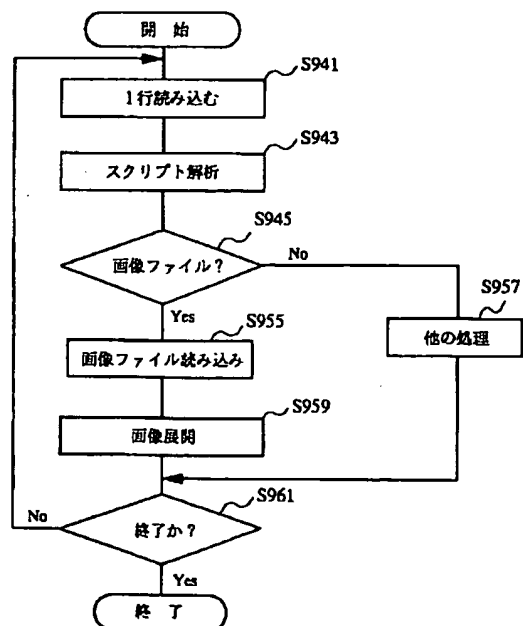 開始
S941
1行読み込む
S943
スクリプト解析
S945
画像ファイル?
No
S957
他の処理
Yes
S955
画像ファイル読み込み
S959
画像展開
S961
No
終了か?
Yes
終了